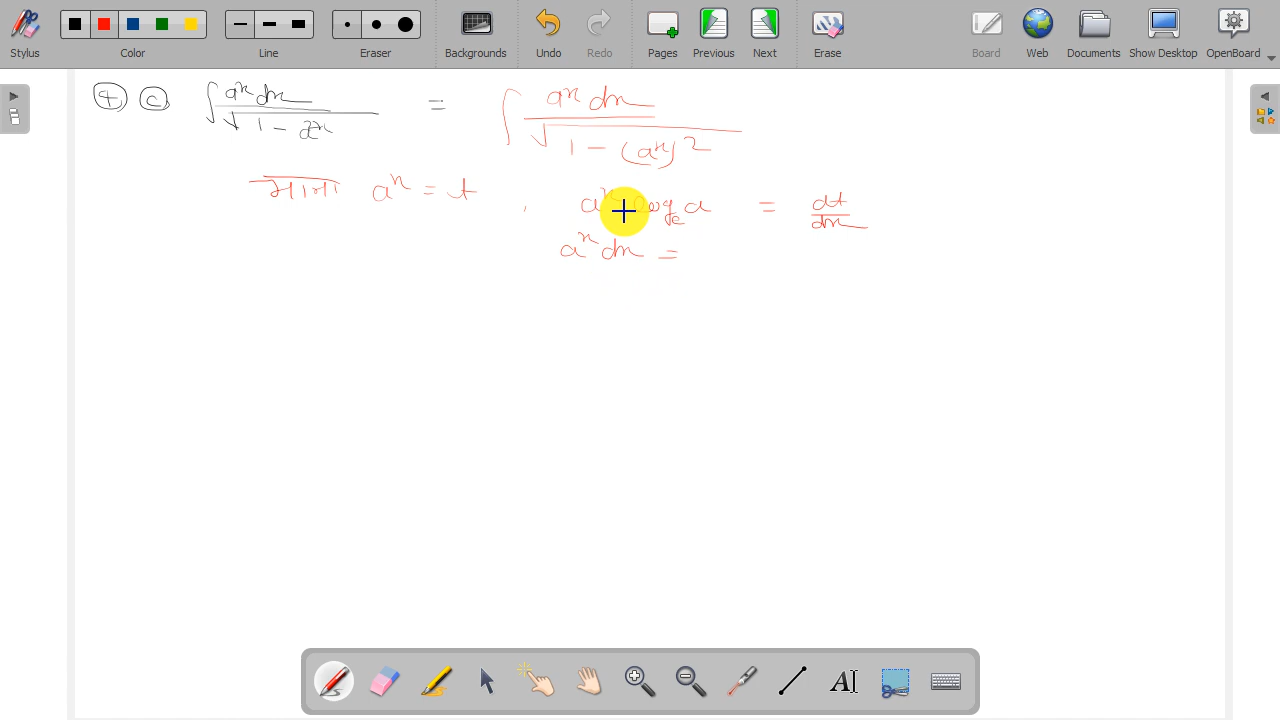 Stylus Color Line Eraser Backgrounds Undo Redo Pages Previous Next Erase Board Web Documents Show Desktop OpenBoard
④ ⓒ ∫ aˣ dx / √(1 - a²ˣ) = ∫ aˣ dx / √(1 - (aˣ)²)
माना aˣ = t , aˣ logₑ a = dt/dx
aˣ dx =